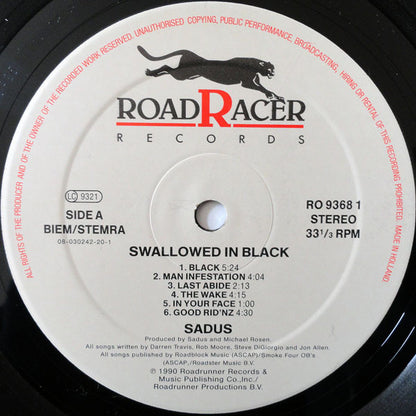 ALL RIGHTS OF THE PRODUCER AND OF THE OWNER OF THE RECORDED WORK RESERVED. UNAUTHORISED COPYING, PUBLIC PERFORMANCE, BROADCASTING, HIRING OR RENTAL OF THIS RECORD PROHIBITED. MADE IN HOLLAND.
ROADRACER
RECORDS
LC 9321
SIDE A
BIEM/STEMRA
08-030242-20-1
RO 9368 1
STEREO
33 1/3 RPM
SWALLOWED IN BLACK
1. BLACK 5:24
2. MAN INFESTATION 4:04
3. LAST ABIDE 2:13
4. THE WAKE 4:15
5. IN YOUR FACE 1:00
6. GOOD RID'NZ 4:30
SADUS
Produced by Sadus and Michael Rosen.
All songs written by Darren Travis, Rob Moore, Steve DiGiorgio and Jon Allen.
All songs published by Roadblock Music (ASCAP)/Smoke Four OB's
(ASCAP)/Roadster Music B.V.
℗ 1990 Roadrunner Records &
Music Publishing Co., Inc./
Roadrunner Productions B.V.